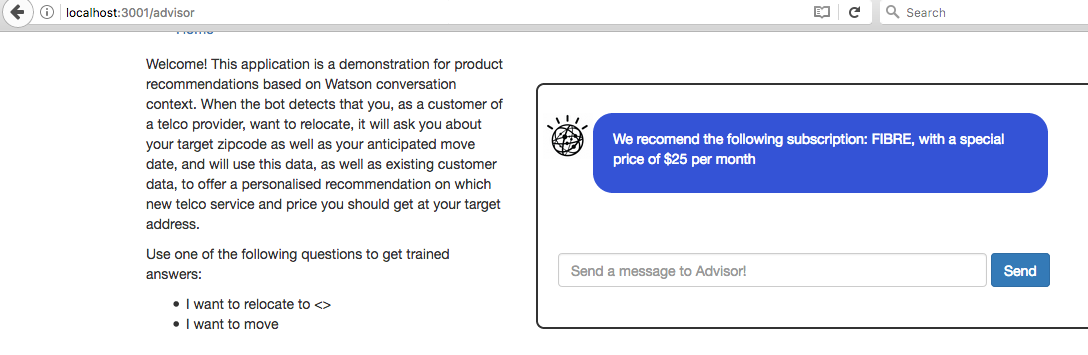 localhost:3001/advisor
Search
Home
Welcome! This application is a demonstration for product
recommendations based on Watson conversation
context. When the bot detects that you, as a customer of
a telco provider, want to relocate, it will ask you about
your target zipcode as well as your anticipated move
date, and will use this data, as well as existing customer
data, to offer a personalised recommendation on which
new telco service and price you should get at your target
address.
Use one of the following questions to get trained
answers:
I want to relocate to <>
I want to move
We recomend the following subscription: FIBRE, with a special
price of $25 per month
Send a message to Advisor!
Send